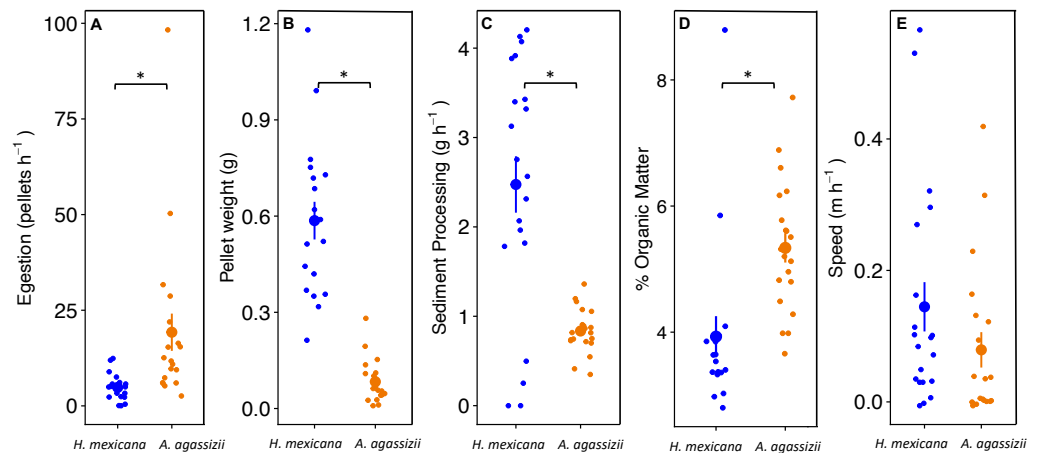 A
Egestion (pellets h⁻¹)
100
75
50
25
0
*
H. mexicana
A. agassizii
B
Pellet weight (g)
1.2
0.9
0.6
0.3
0.0
*
H. mexicana
A. agassizii
C
Sediment Processing (g h⁻¹)
4
3
2
1
0
*
H. mexicana
A. agassizii
D
% Organic Matter
8
6
4
*
H. mexicana
A. agassizii
E
Speed (m h⁻¹)
0.4
0.2
0.0
H. mexicana
A. agassizii